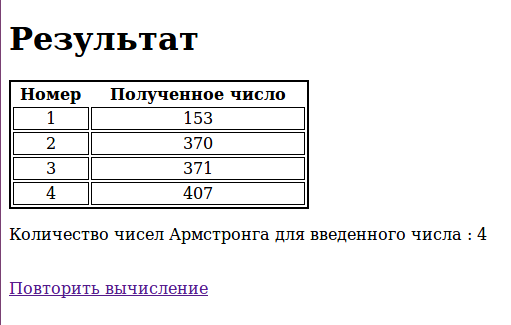 Результат
Номер Полученное число
1 153
2 370
3 371
4 407
Количество чисел Армстронга для введенного числа : 4
Повторить вычисление